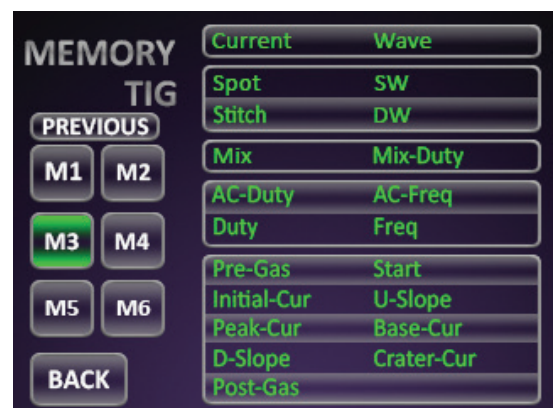 MEMORY
TIG
PREVIOUS
M1 M2
M3 M4
M5 M6
BACK
Current Wave
Spot SW
Stitch DW
Mix Mix-Duty
AC-Duty AC-Freq
Duty Freq
Pre-Gas Start
Initial-Cur U-Slope
Peak-Cur Base-Cur
D-Slope Crater-Cur
Post-Gas